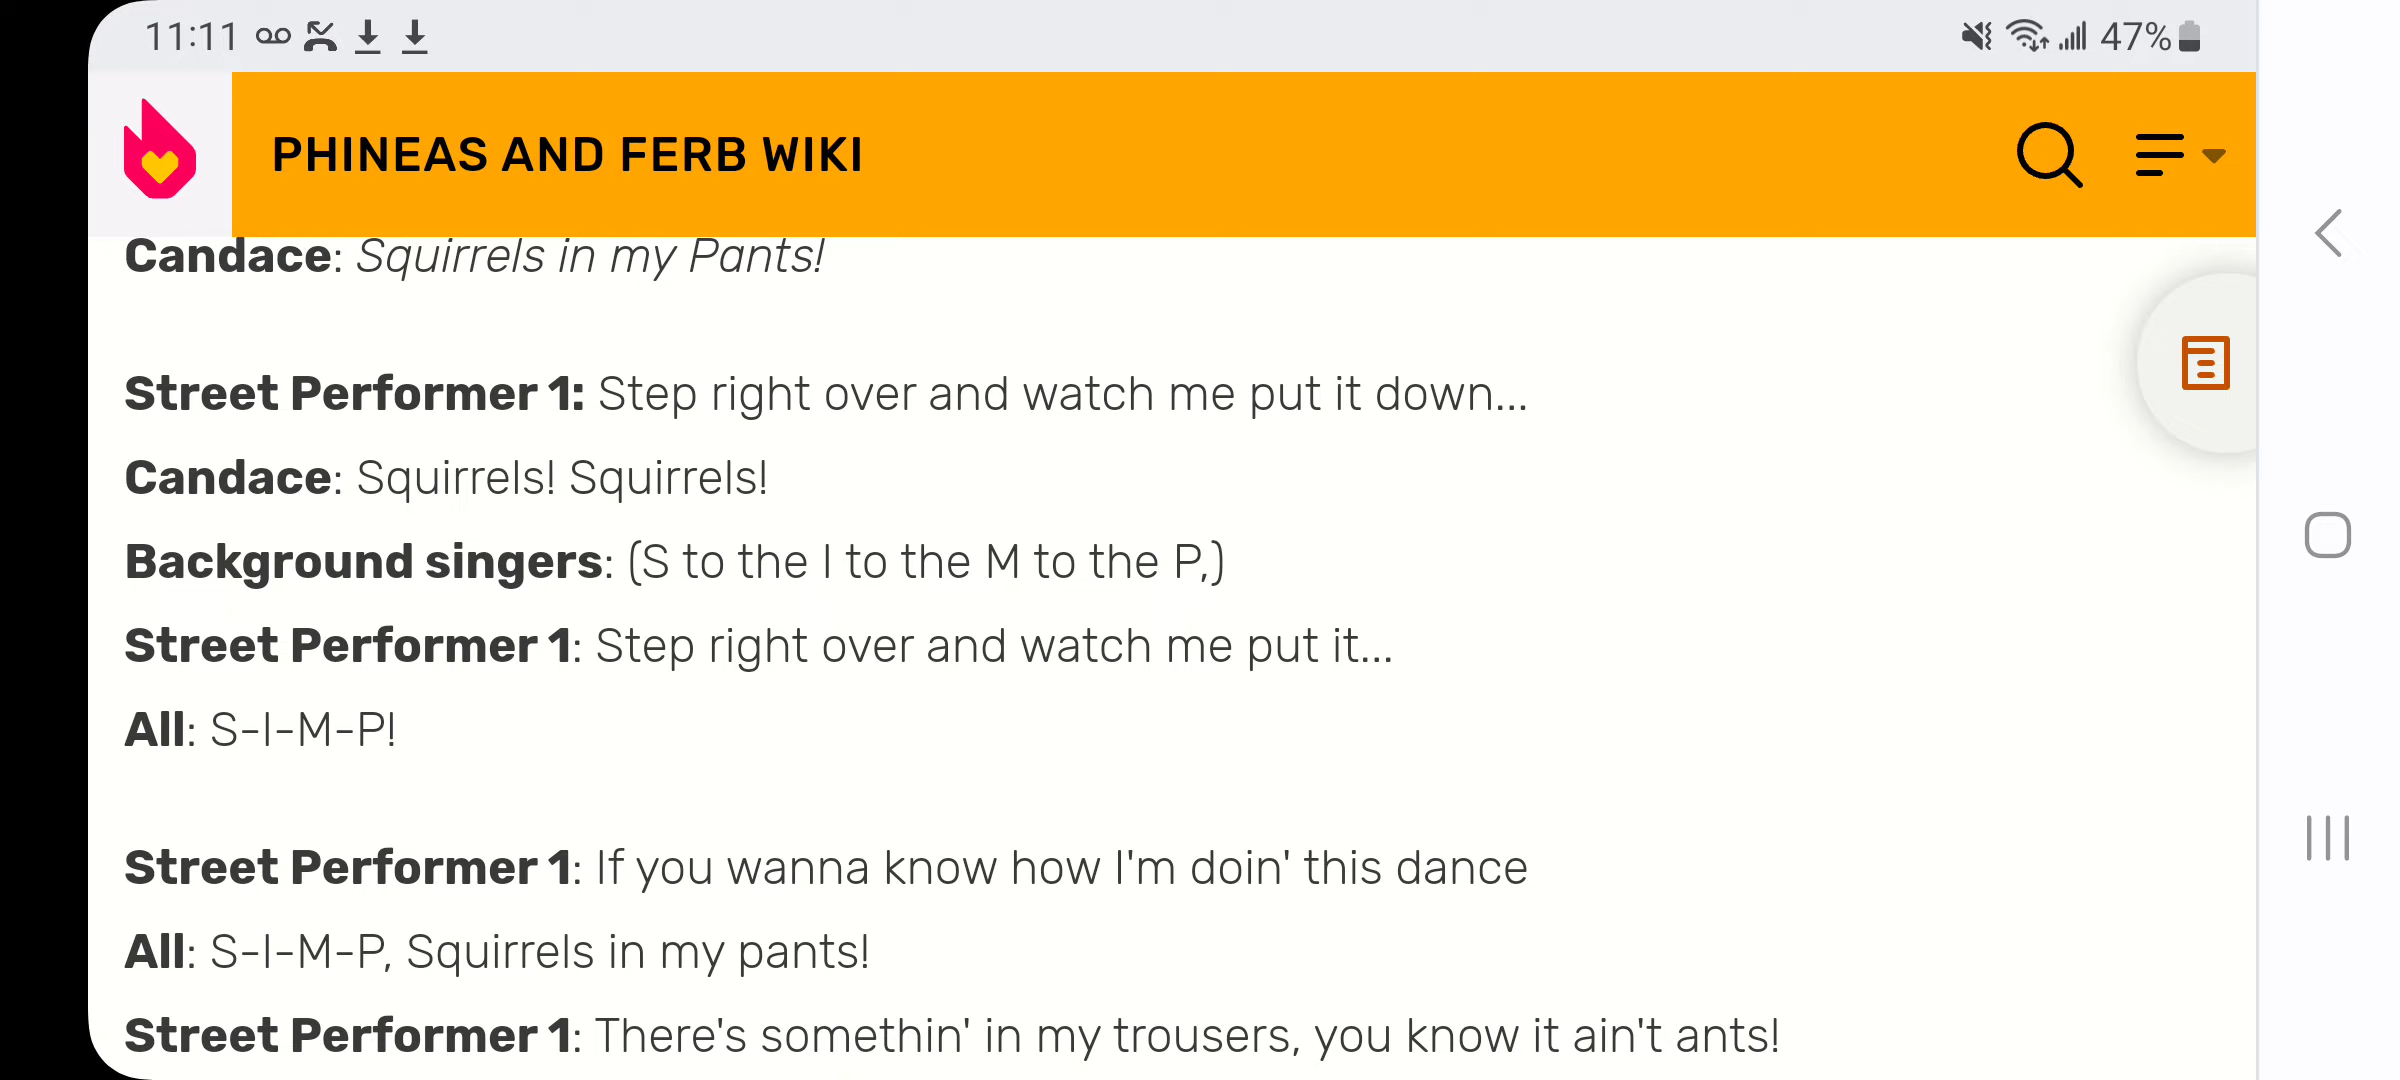 11:11
47%
PHINEAS AND FERB WIKI
Candace: Squirrels in my Pants!
Street Performer 1: Step right over and watch me put it down...
Candace: Squirrels! Squirrels!
Background singers: (S to the I to the M to the P,)
Street Performer 1: Step right over and watch me put it...
All: S-I-M-P!
Street Performer 1: If you wanna know how I'm doin' this dance
All: S-I-M-P, Squirrels in my pants!
Street Performer 1: There's somethin' in my trousers, you know it ain't ants!